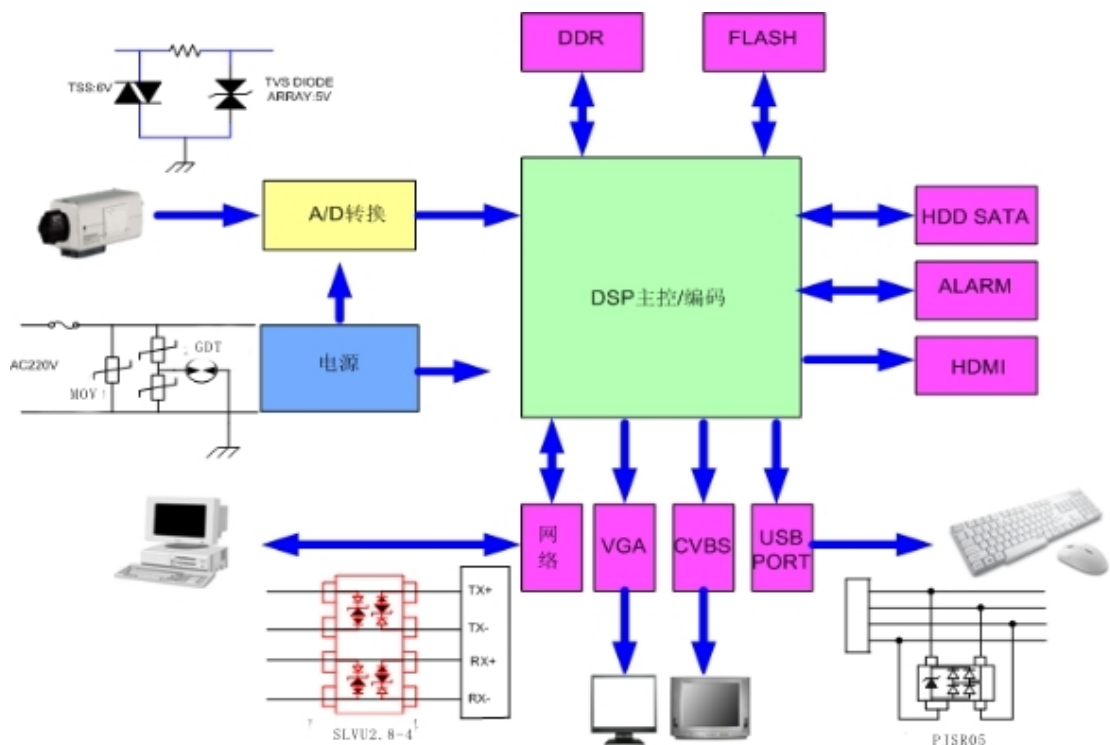 DDR
FLASH
TSS:6V
TVS DIODE
ARRAY:5V
A/D转换
HDD SATA
DSP主控/编码
ALARM
AC220V
MOV
GDT
电源
HDMI
网
络
VGA
CVBS
USB
PORT
TX+
TX-
RX+
RX-
SLVU2.8-4
PJSR05